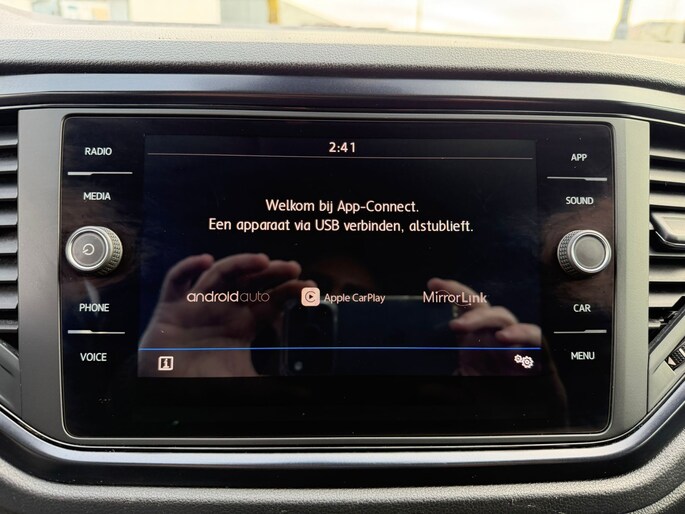 2:41
RADIO
MEDIA
PHONE
VOICE
Welkom bij App-Connect.
Een apparaat via USB verbinden, alstublieft.
androidauto
Apple CarPlay
MirrorLink
APP
SOUND
CAR
MENU